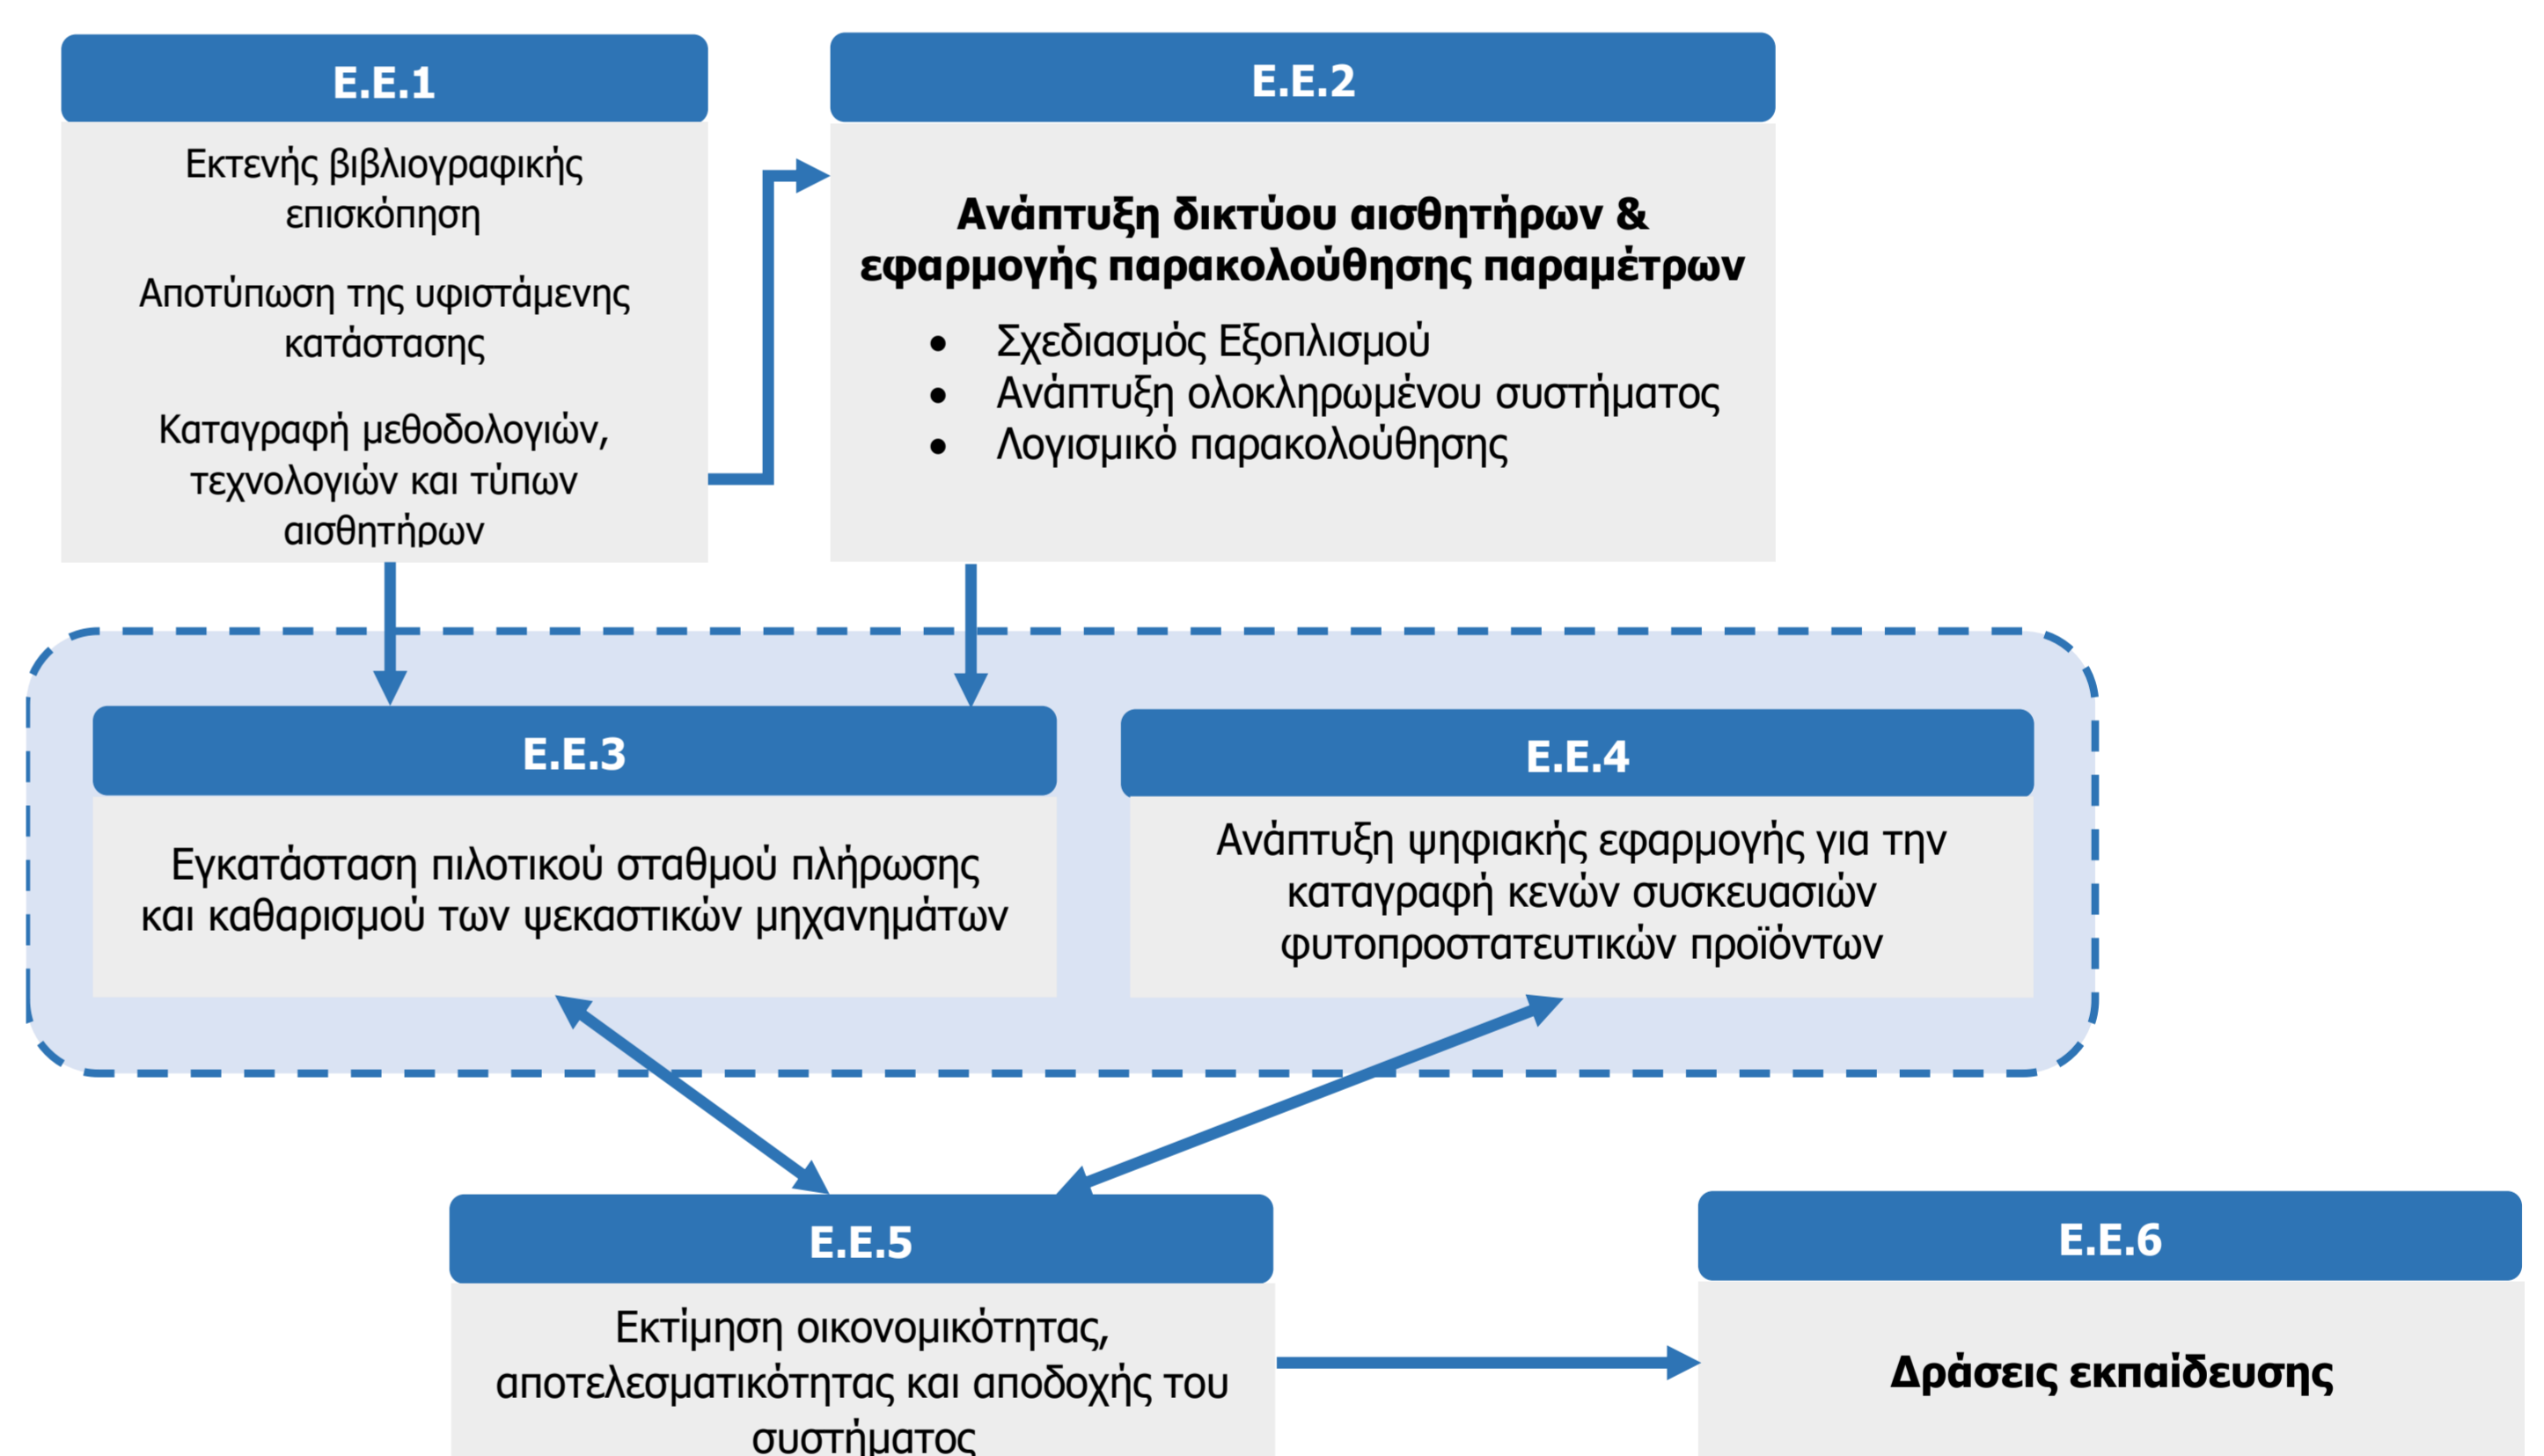 Ε.Ε.1
Εκτενής βιβλιογραφικής
επισκόπηση
Αποτύπωση της υφιστάμενης
κατάστασης
Καταγραφή μεθοδολογιών,
τεχνολογιών και τύπων
αισθητήρων
Ε.Ε.2
Ανάπτυξη δικτύου αισθητήρων &
εφαρμογής παρακολούθησης παραμέτρων
• Σχεδιασμός Εξοπλισμού
• Ανάπτυξη ολοκληρωμένου συστήματος
• Λογισμικό παρακολούθησης
Ε.Ε.3
Εγκατάσταση πιλοτικού σταθμού πλήρωσης
και καθαρισμού των ψεκαστικών μηχανημάτων
Ε.Ε.4
Ανάπτυξη ψηφιακής εφαρμογής για την
καταγραφή κενών συσκευασιών
φυτοπροστατευτικών προϊόντων
Ε.Ε.5
Εκτίμηση οικονομικότητας,
αποτελεσματικότητας και αποδοχής του
συστήματος
Ε.Ε.6
Δράσεις εκπαίδευσης